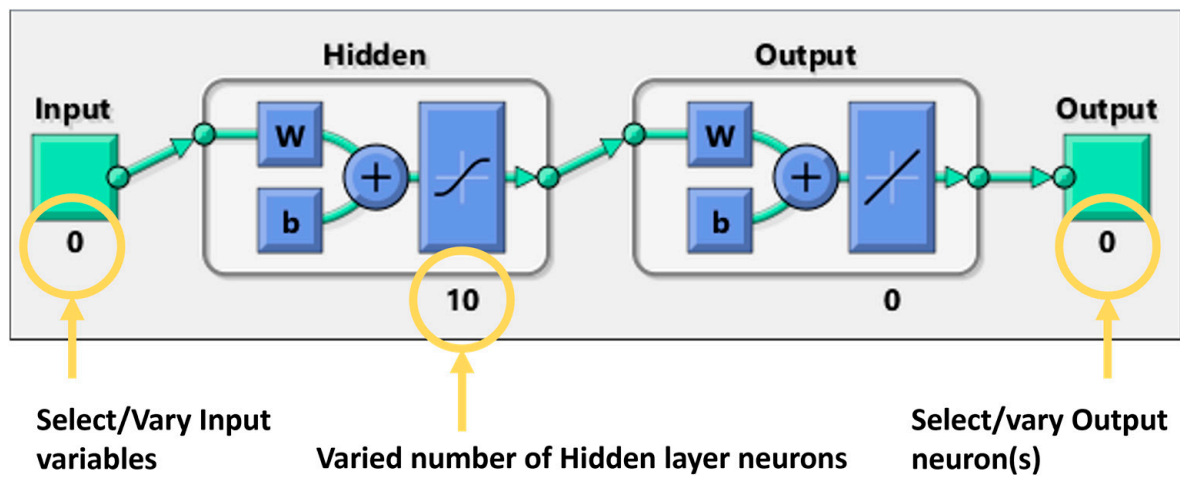 Hidden
Output
Input
Output
W
W
b
b
0
10
0
0
Select/Vary Input
variables
Varied number of Hidden layer neurons
Select/vary Output
neuron(s)